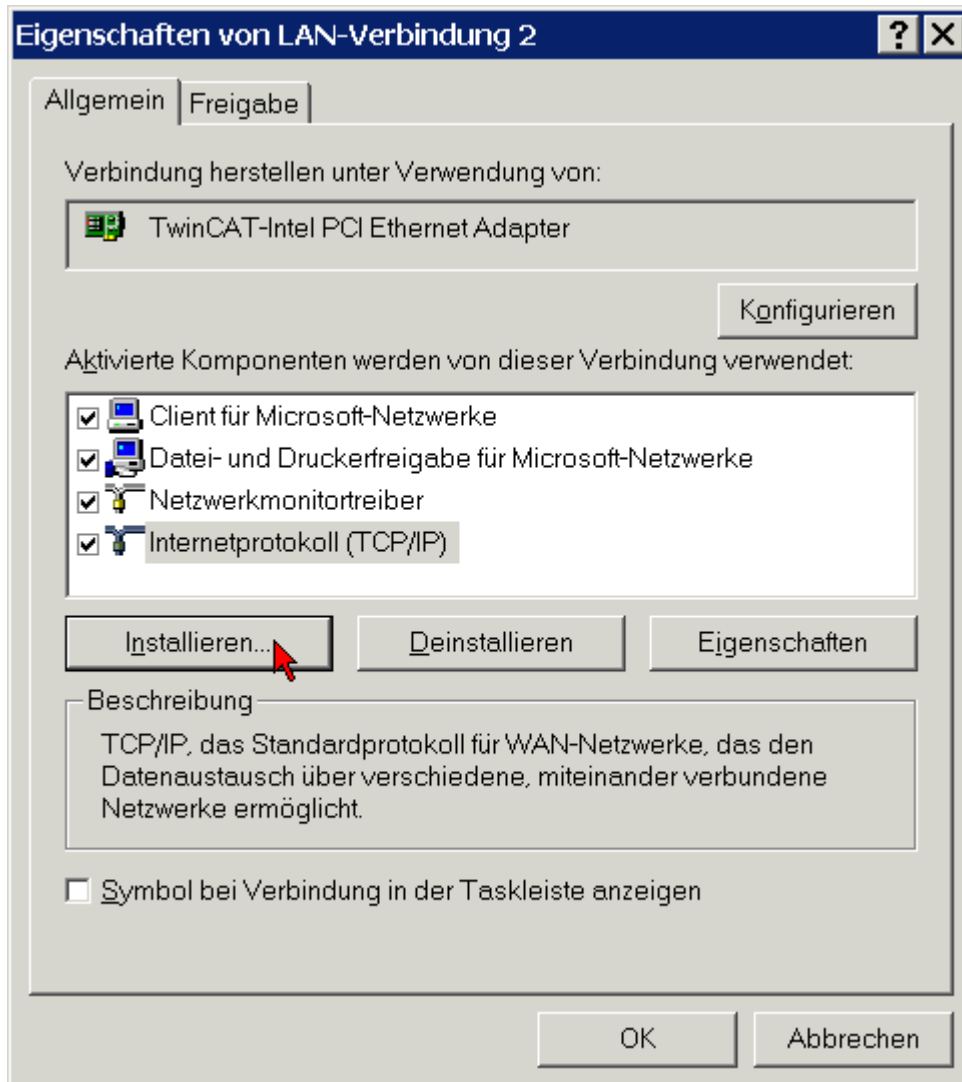 Eigenschaften von LAN-Verbindung 2
Allgemein
Freigabe
Verbindung herstellen unter Verwendung von:
TwinCAT-Intel PCI Ethernet Adapter
Konfigurieren
Aktivierte Komponenten werden von dieser Verbindung verwendet:
Client für Microsoft-Netzwerke
Datei- und Druckerfreigabe für Microsoft-Netzwerke
Netzwerkmonitortreiber
Internetprotokoll (TCP/IP)
Installieren...
Deinstallieren
Eigenschaften
Beschreibung
TCP/IP, das Standardprotokoll für WAN-Netzwerke, das den
Datenaustausch über verschiedene, miteinander verbundene
Netzwerke ermöglicht.
Symbol bei Verbindung in der Taskleiste anzeigen
OK
Abbrechen